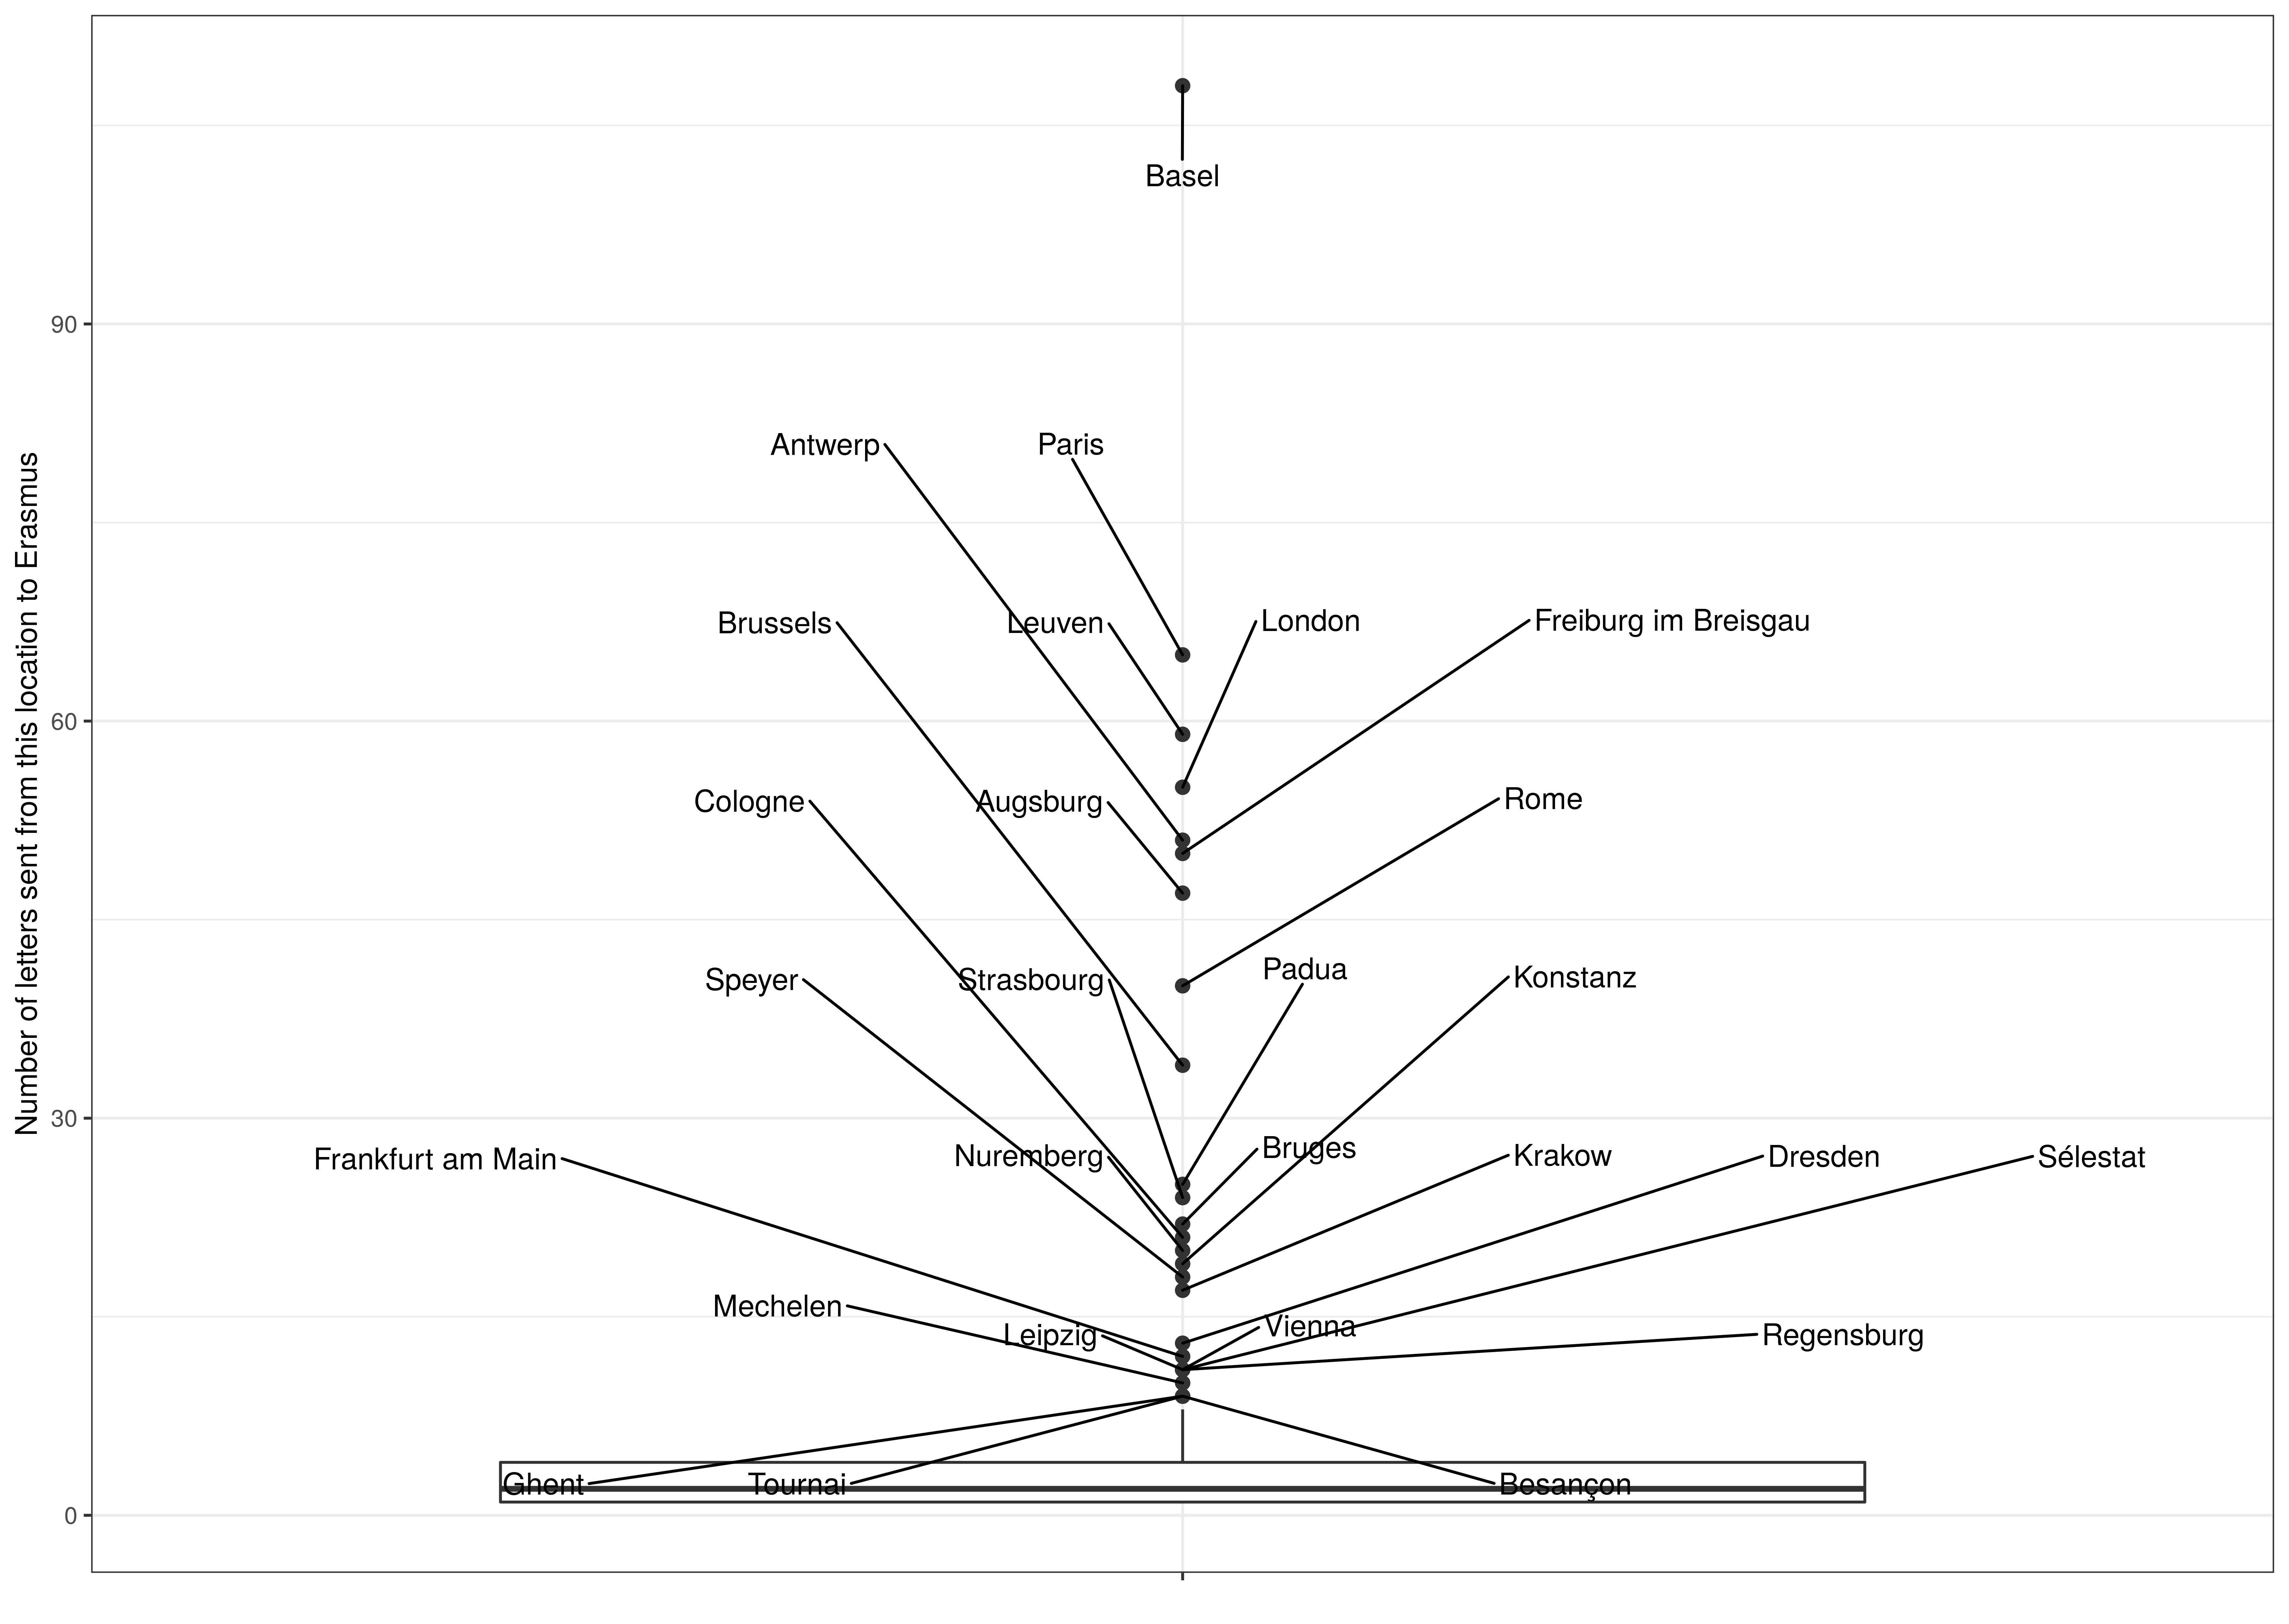 Number of letters sent from this location to Erasmus
90
60
30
0
Basel
Antwerp
Paris
Brussels
Leuven
London
Freiburg im Breisgau
Cologne
Augsburg
Rome
Speyer
Strasbourg
Padua
Konstanz
Frankfurt am Main
Nuremberg
Bruges
Krakow
Dresden
Sélestat
Mechelen
Leipzig
Vienna
Regensburg
Ghent
Tournai
Besançon